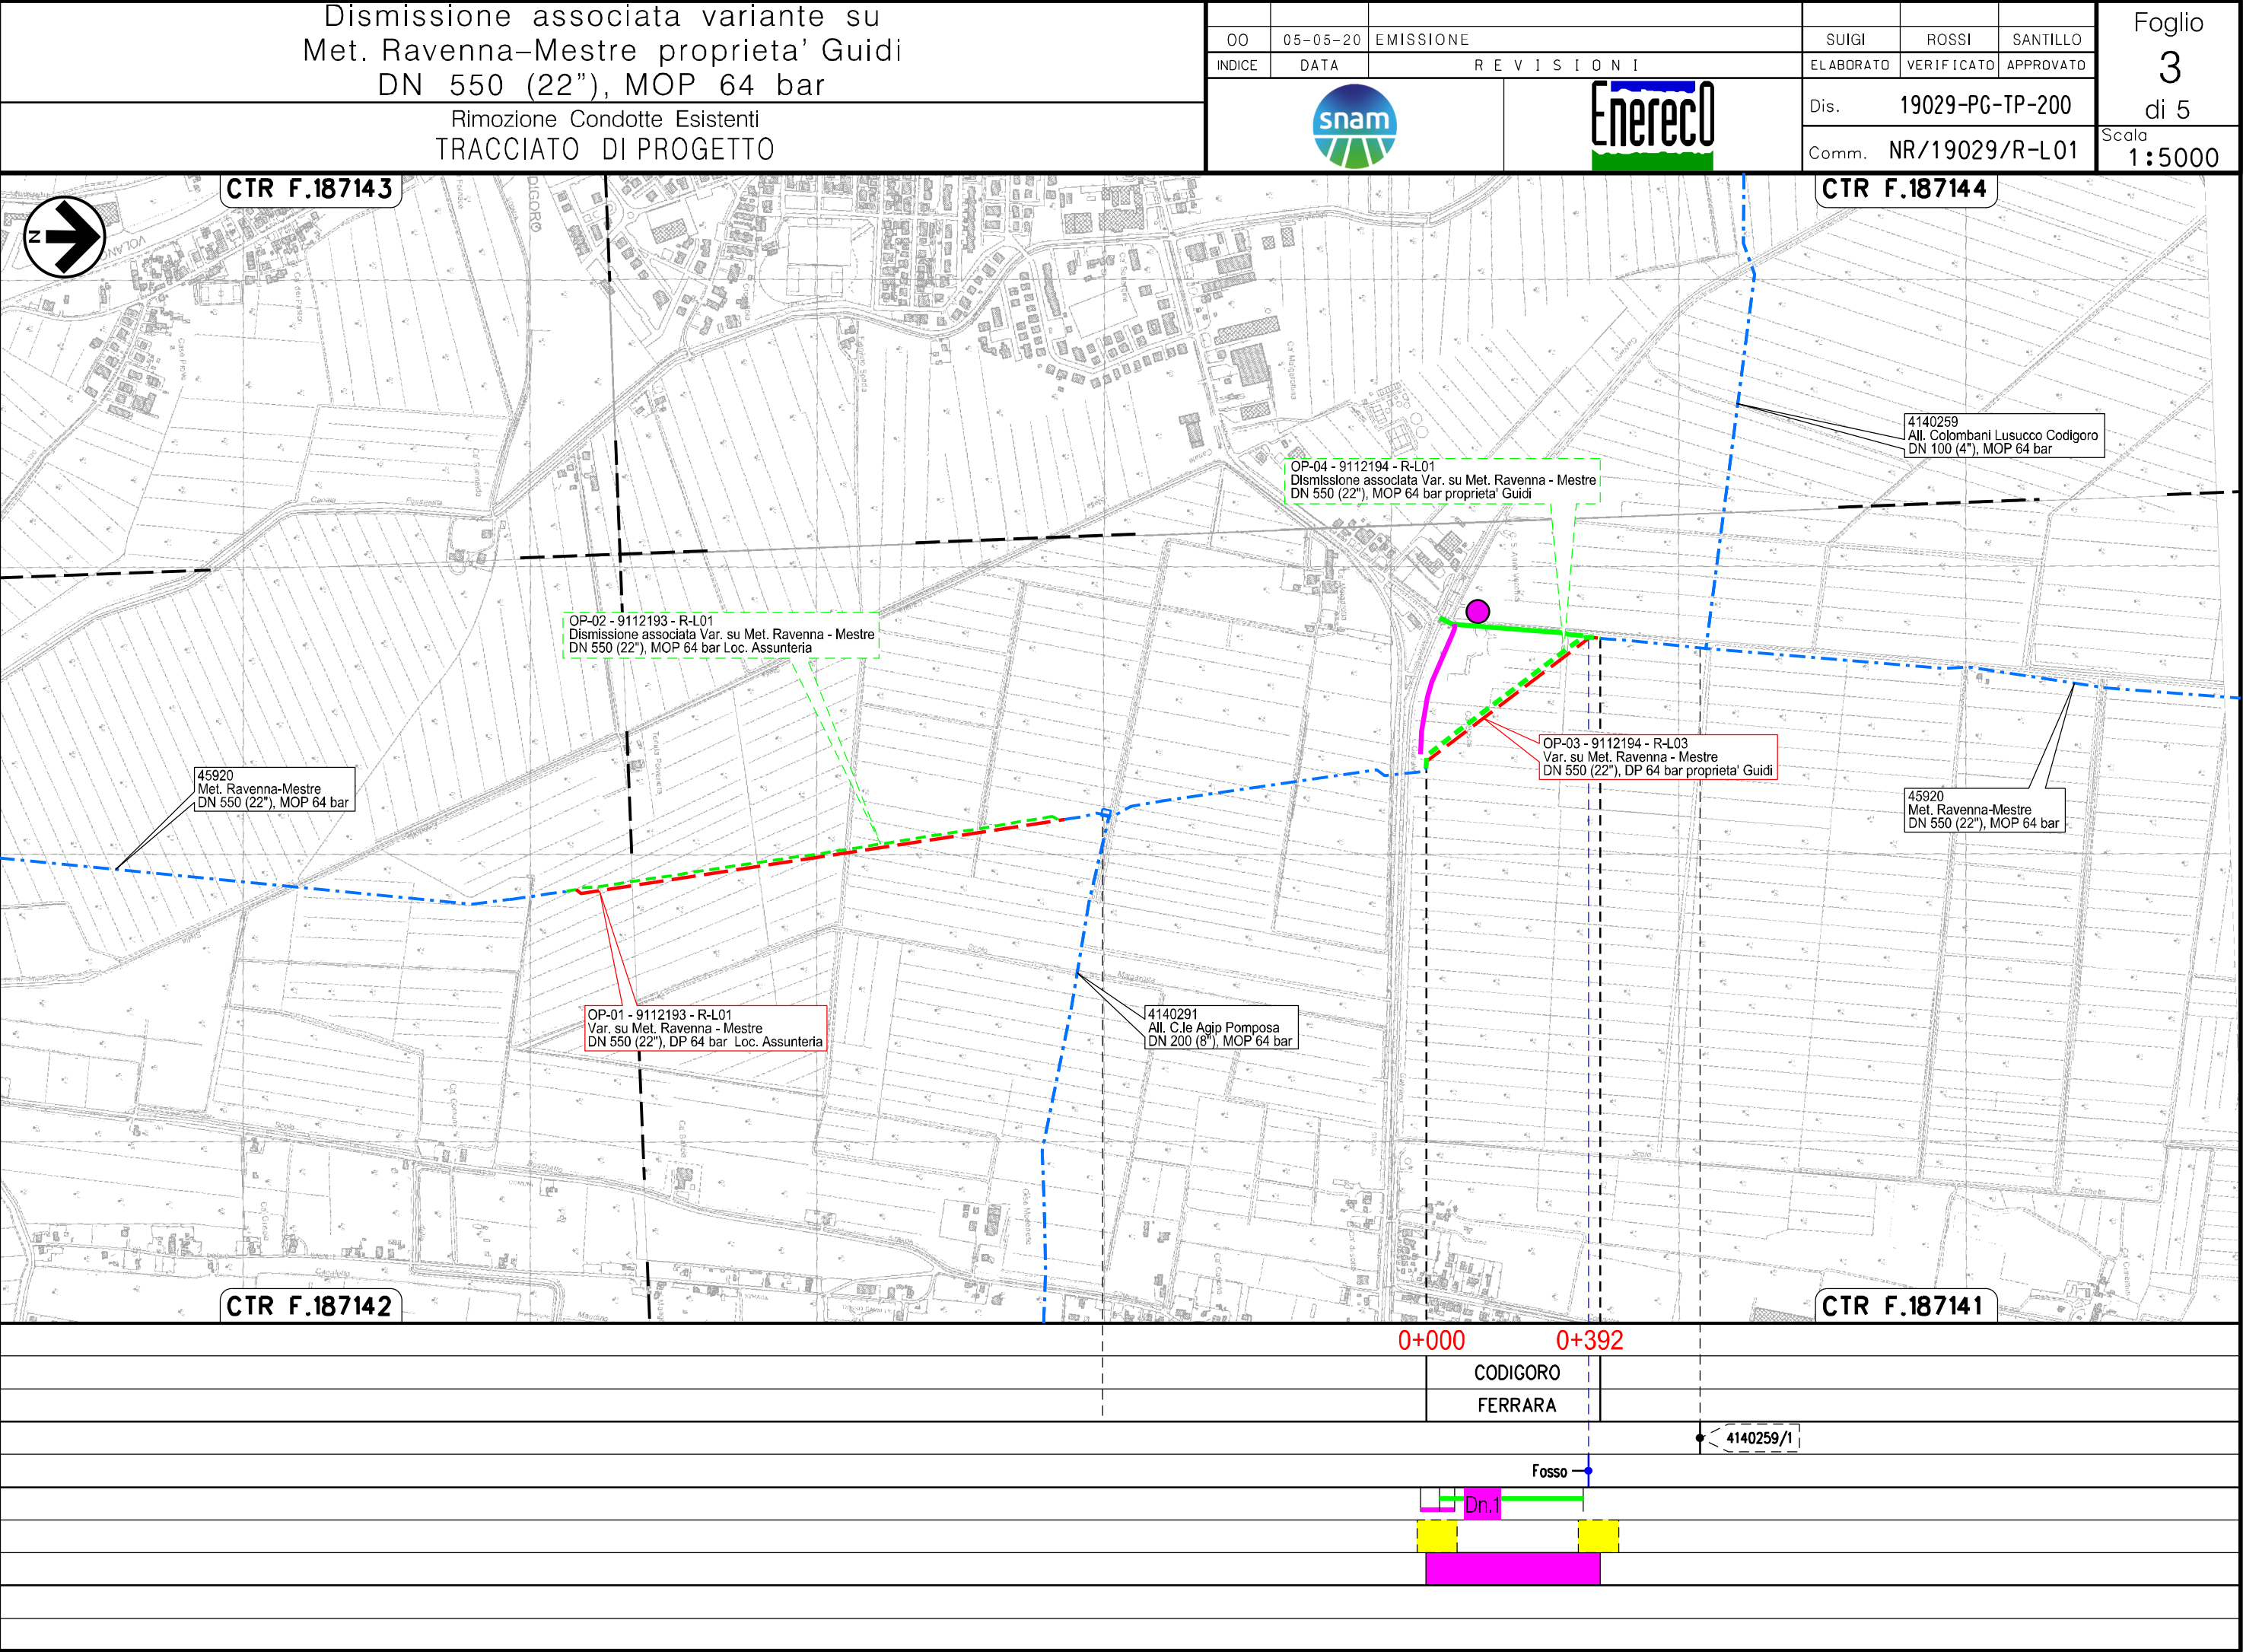 Dismissione associata variante su
Met. Ravenna-Mestre proprieta' Guidi
DN 550 (22"), MOP 64 bar
Rimozione Condotte Esistenti
TRACCIATO DI PROGETTO
00 05-05-20 EMISSIONE SUIGI ROSSI SANTILLO
INDICE DATA REVISIONI ELABORATO VERIFICATO APPROVATO
snam
Enereco
Dis. 19029-PG-TP-200
Comm. NR/19029/R-L01
Foglio
3
di 5
Scala
1:5000
CTR F.187143
CTR F.187144
N
4140259
All. Colombani Lusucco Codigoro
DN 100 (4"), MOP 64 bar
OP-04 - 9112194 - R-L01
Dismissione associata Var. su Met. Ravenna - Mestre
DN 550 (22"), MOP 64 bar proprieta' Guidi
OP-02 - 9112193 - R-L01
Dismissione associata Var. su Met. Ravenna - Mestre
DN 550 (22"), MOP 64 bar Loc. Assunteria
OP-03 - 9112194 - R-L03
Var. su Met. Ravenna - Mestre
DN 550 (22"), DP 64 bar proprieta' Guidi
45920
Met. Ravenna-Mestre
DN 550 (22"), MOP 64 bar
45920
Met. Ravenna-Mestre
DN 550 (22"), MOP 64 bar
OP-01 - 9112193 - R-L01
Var. su Met. Ravenna - Mestre
DN 550 (22"), DP 64 bar Loc. Assunteria
4140291
All. C.le Agip Pomposa
DN 200 (8"), MOP 64 bar
CTR F.187142
CTR F.187141
0+000 0+392
CODIGORO
FERRARA
4140259/1
Fosso
Dn.1